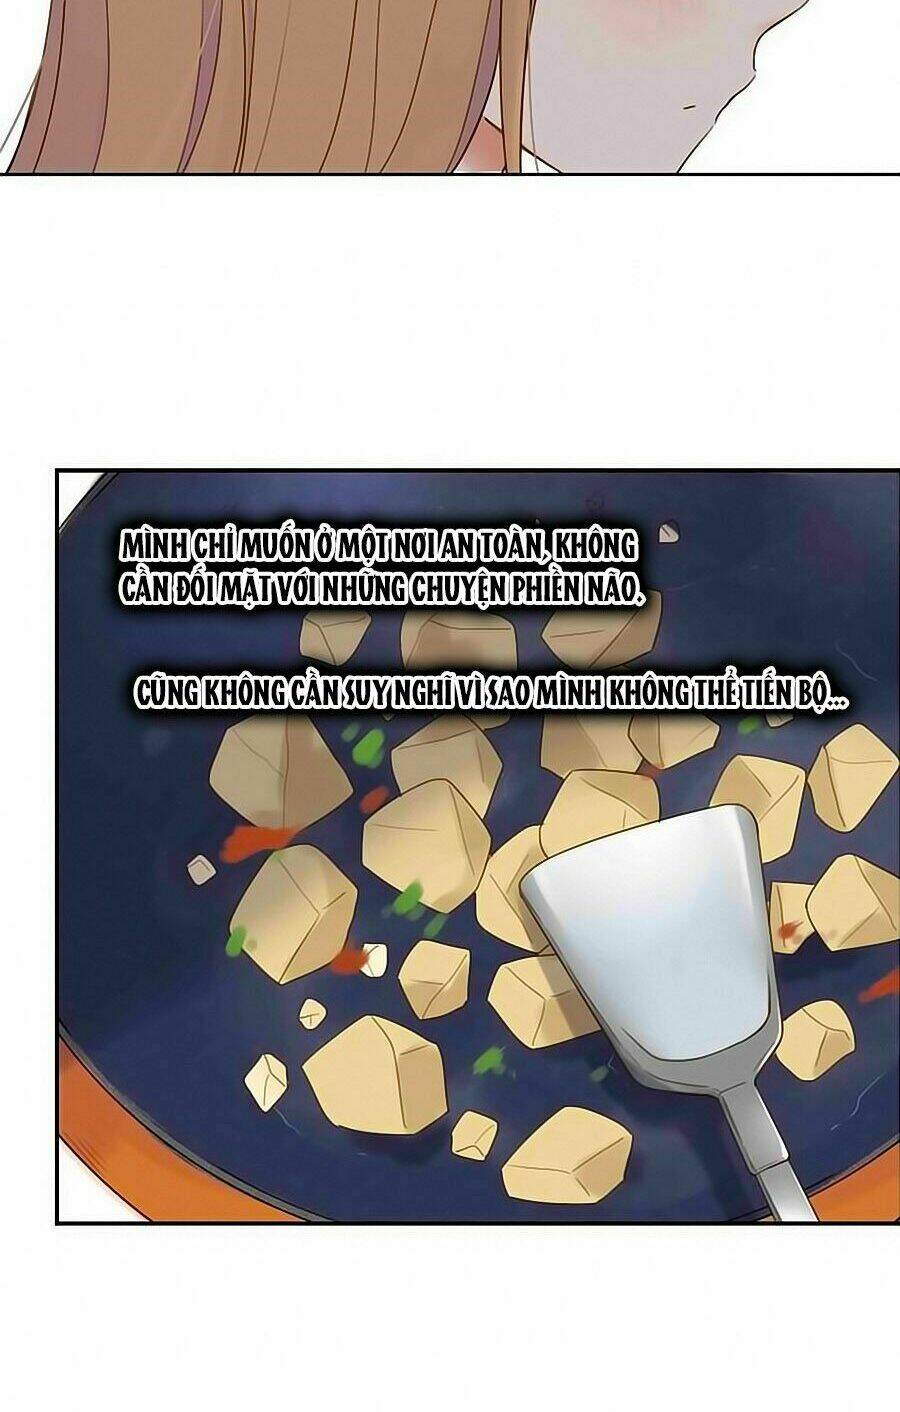 MÌNH CHỈ MUỐN Ở MỘT NƠI AN TOÀN, KHÔNG
CẦN ĐỐI MẶT VỚI NHỮNG CHUYỆN PHIỀN NÃO.
CŨNG KHÔNG CẦN SUY NGHĨ VÌ SAO MÌNH KHÔNG THỂ TIẾN BỘ...